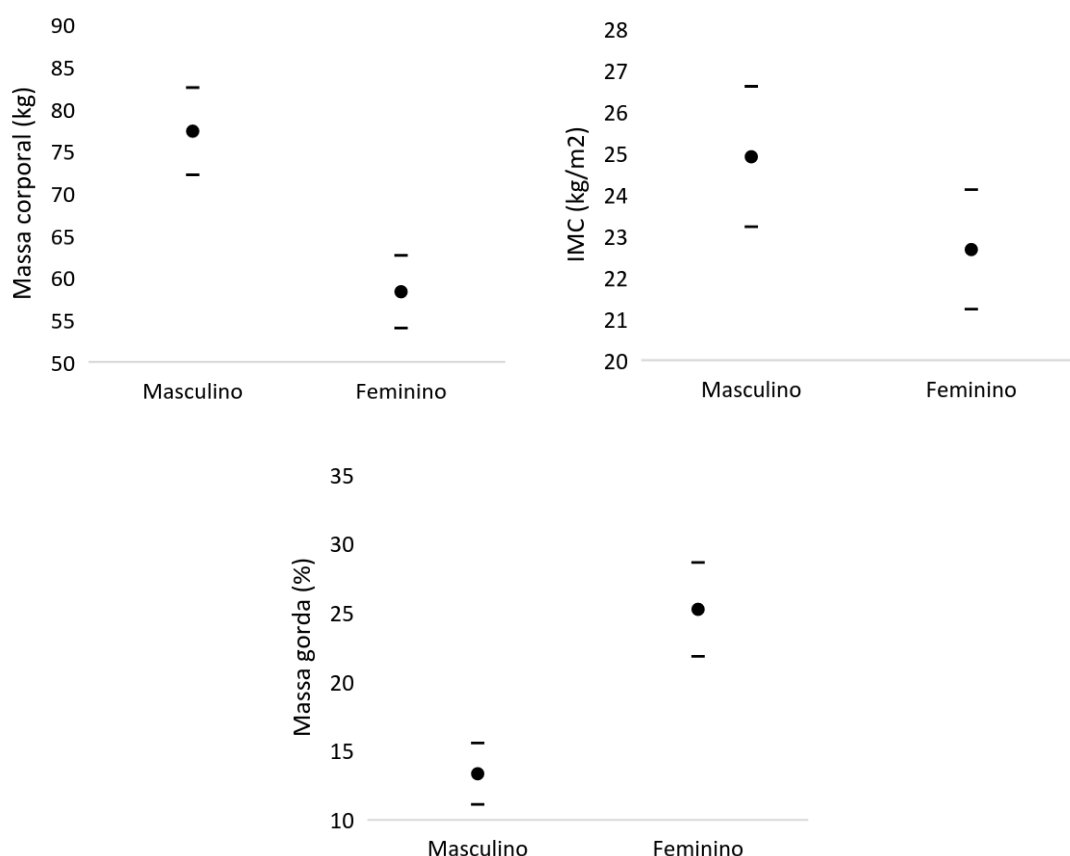 Massa corporal (kg)
90
85
80
75
70
65
60
55
50
Masculino
Feminino
IMC (kg/m2)
28
27
26
25
24
23
22
21
20
Masculino
Feminino
Massa gorda (%)
35
30
25
20
15
10
Masculino
Feminino